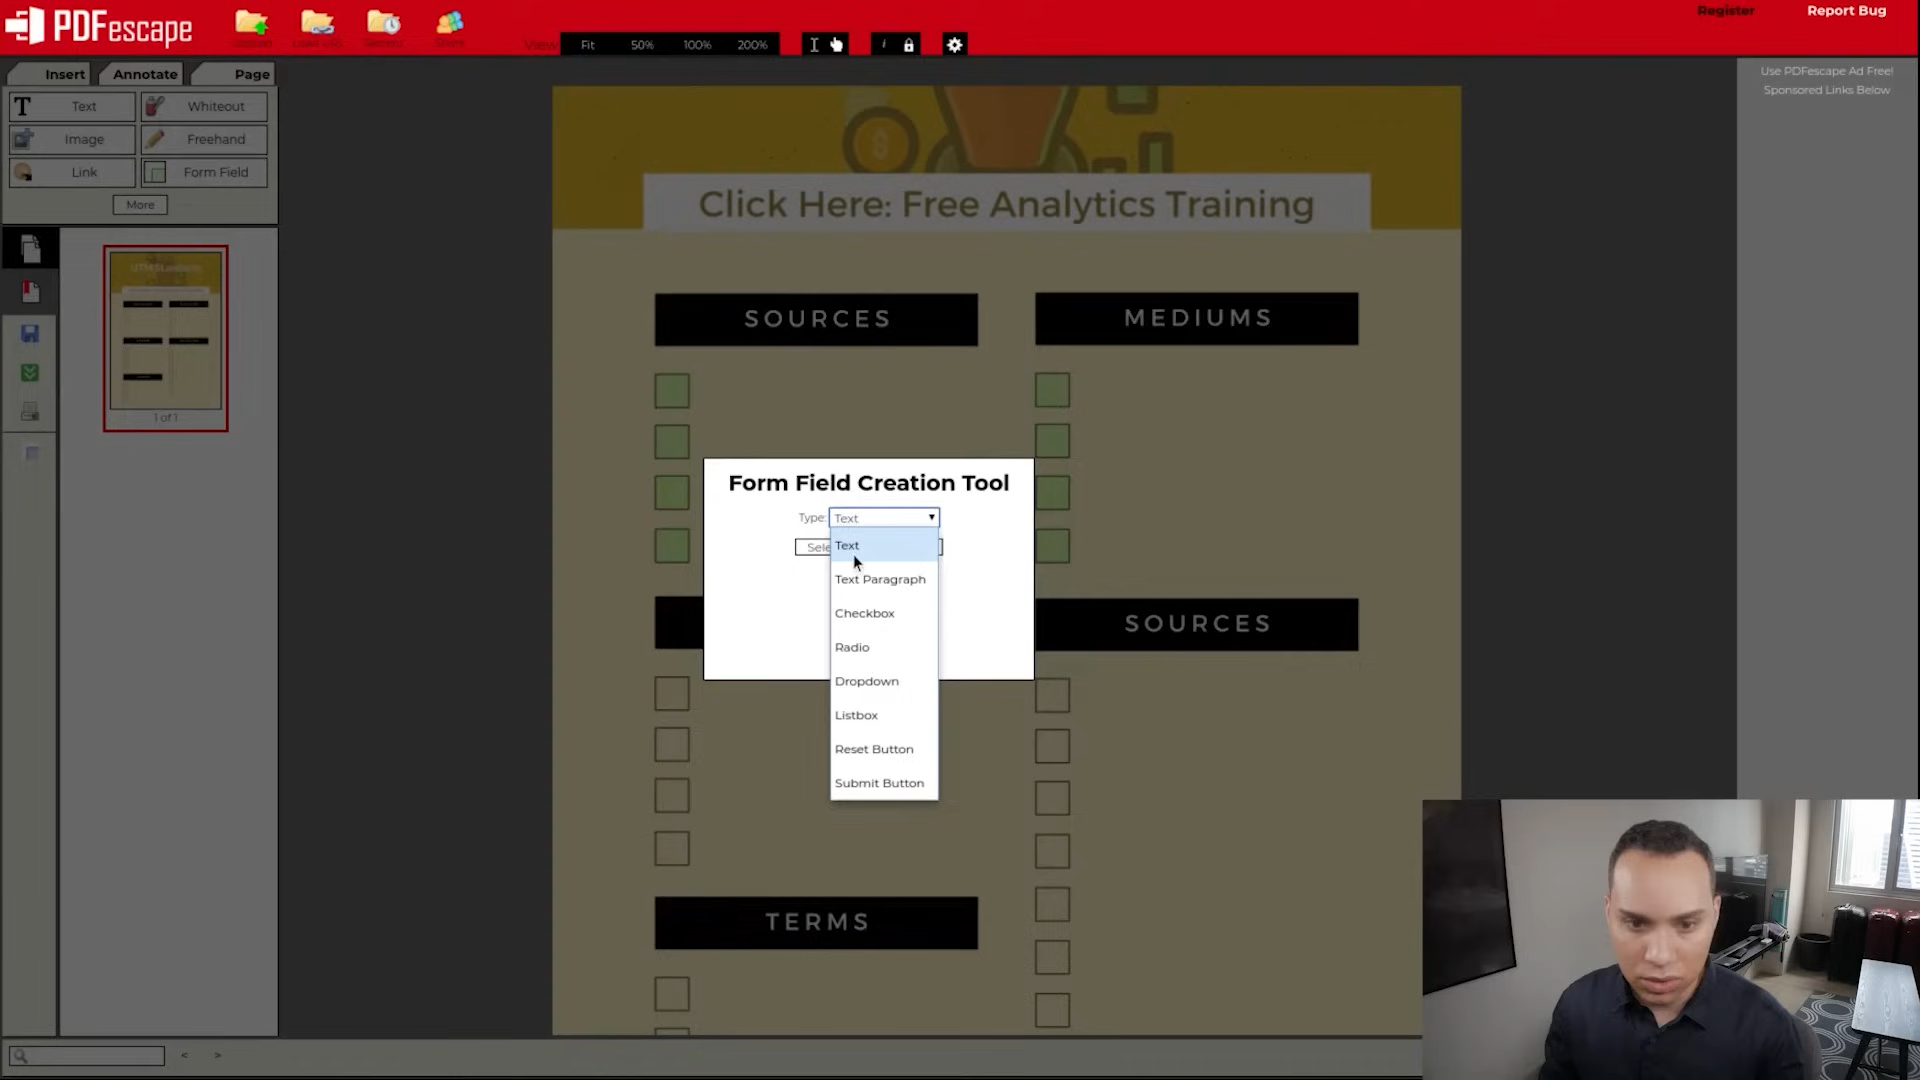 PDFescape
View:
Fit
50%
100%
200%
Register
Report Bug
Insert
Annotate
Page
Text
Whiteout
Image
Freehand
Link
Form Field
More
1 of 1
Use PDFescape Ad Free!
Sponsored Links Below
Click Here: Free Analytics Training
SOURCES
MEDIUMS
Form Field Creation Tool
Type:
Text
Text
Text Paragraph
Checkbox
Radio
Dropdown
Listbox
Reset Button
Submit Button
SOURCES
TERMS
<
>